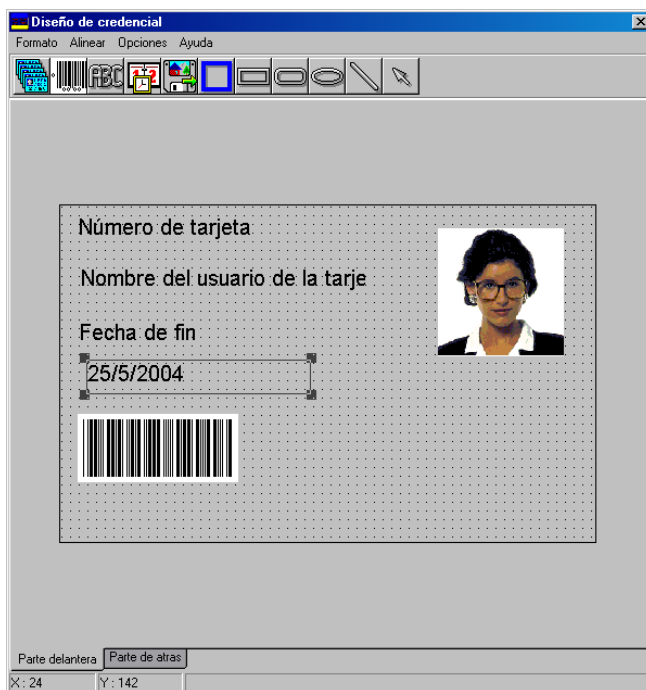 Diseño de credencial
Formato Alinear Opciones Ayuda
ABC
Número de tarjeta
Nombre del usuario de la tarje
Fecha de fin
25/5/2004
Parte delantera Parte de atras
X : 24 Y : 142